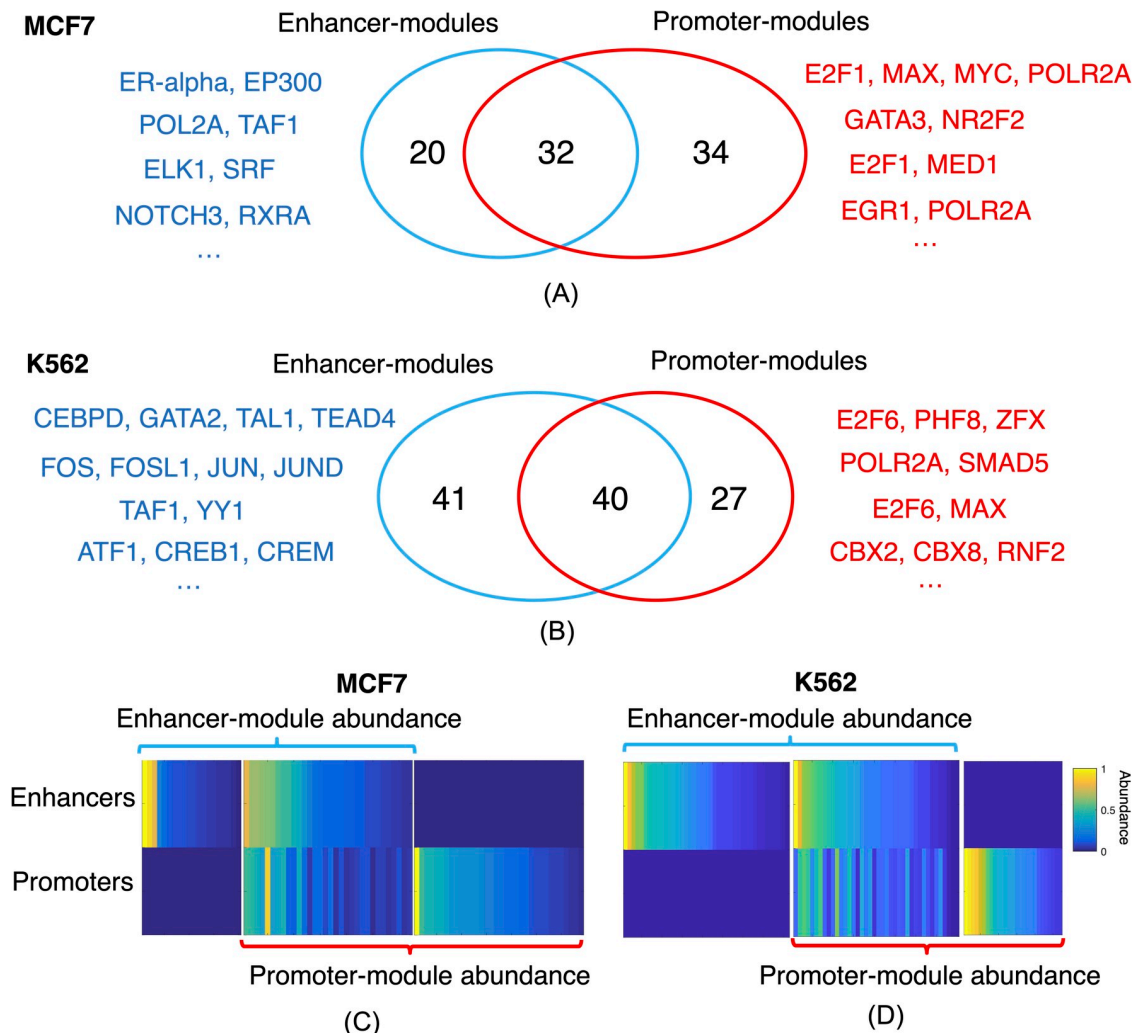 MCF7
Enhancer-modules
Promoter-modules
ER-alpha, EP300
POL2A, TAF1
ELK1, SRF
NOTCH3, RXRA
...
20
32
34
E2F1, MAX, MYC, POLR2A
GATA3, NR2F2
E2F1, MED1
EGR1, POLR2A
...
(A)
K562
Enhancer-modules
Promoter-modules
CEBPD, GATA2, TAL1, TEAD4
FOS, FOSL1, JUN, JUND
TAF1, YY1
ATF1, CREB1, CREM
...
41
40
27
E2F6, PHF8, ZFX
POLR2A, SMAD5
E2F6, MAX
CBX2, CBX8, RNF2
...
(B)
MCF7
Enhancer-module abundance
Enhancers
Promoters
Promoter-module abundance
(C)
K562
Enhancer-module abundance
1
0.5
0
Abundance
Promoter-module abundance
(D)